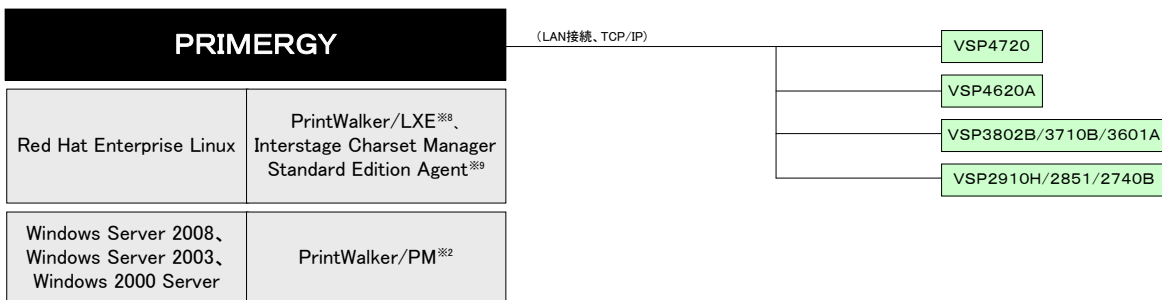 PRIMERGY
（LAN接続、TCP/IP）
VSP4720
VSP4620A
VSP3802B/3710B/3601A
VSP2910H/2851/2740B
Red Hat Enterprise Linux
PrintWalker/LXE※8、
Interstage Charset Manager
Standard Edition Agent※9
Windows Server 2008、
Windows Server 2003、
Windows 2000 Server
PrintWalker/PM※2